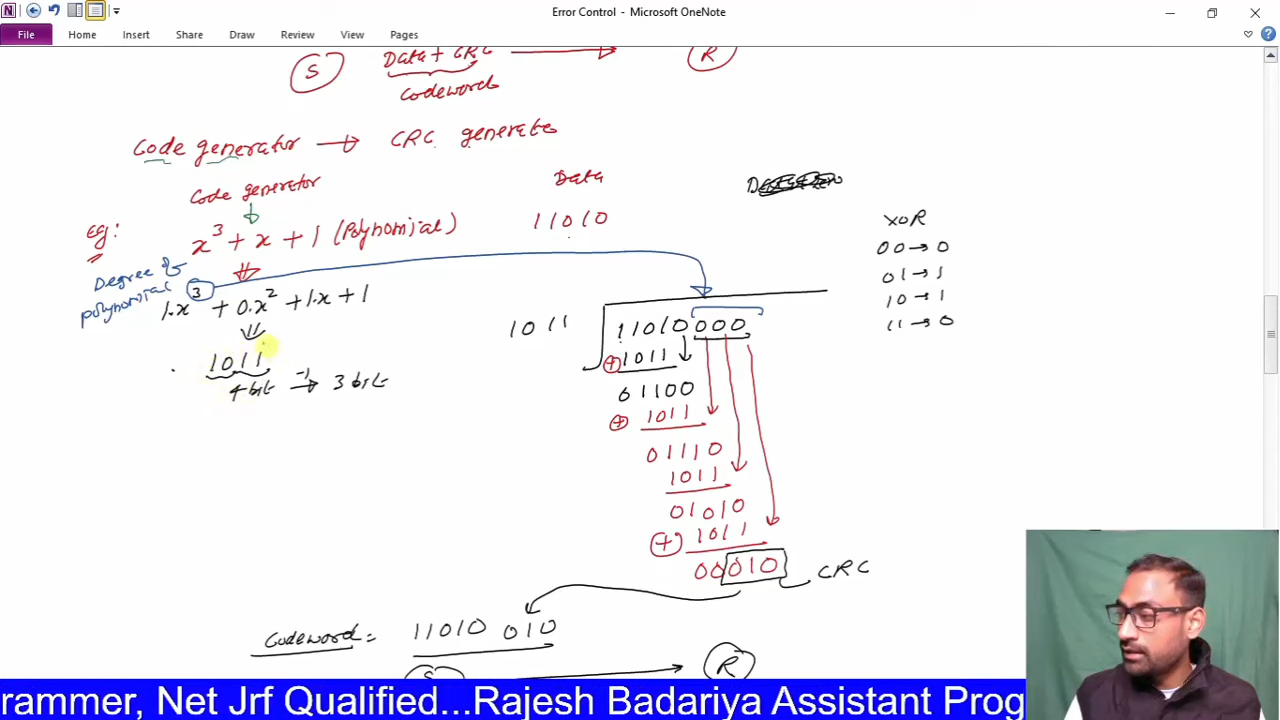 Error Control - Microsoft OneNote
File Home Insert Share Draw Review View Pages
S Data + CRC R
Codeword
Code generator → CRC generate
Code generator Data
Eg: x³ + x + 1 (Polynomial) 11010
Degree of polynomial
1.x³ + 0.x² + 1.x + 1
1011
4 bit -1→ 3 bit
XOR
00→0
01→1
10→1
11→0
1011 11010000
⊕1011
01100
⊕ 1011
01110
1011
01010
⊕ 1011
00010 CRC
Codeword = 11010 010
S R
rammer, Net Jrf Qualified...Rajesh Badariya Assistant Prog